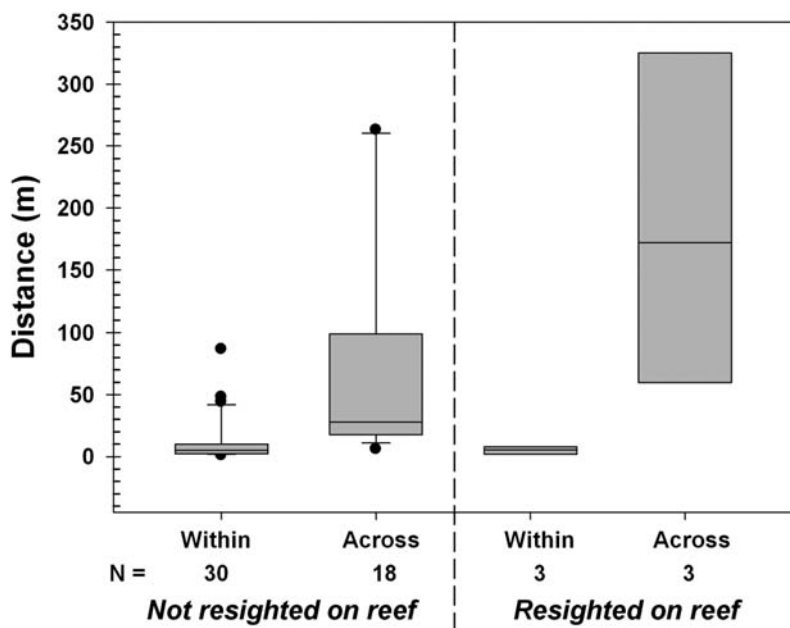 350
300
250
200
150
100
50
0
Distance (m)
Within Across Within Across
N = 30 18 3 3
Not resighted on reef Resighted on reef